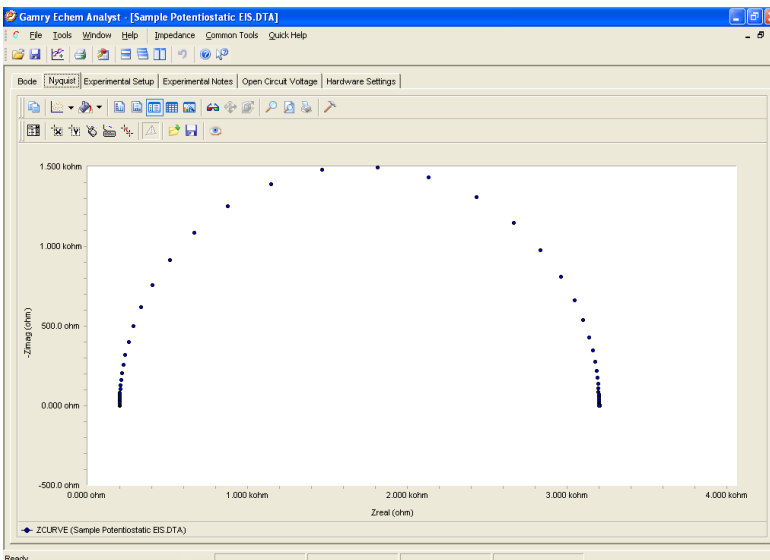 Gamry Echem Analyst - [Sample Potentiostatic EIS.DTA]
File Tools Window Help Impedance Common Tools Quick Help
Bode Nyquist Experimental Setup Experimental Notes Open Circuit Voltage Hardware Settings
1.500 kohm
1.000 kohm
500.0 ohm
0.000 ohm
-500.0 ohm
-Zimag (ohm)
0.000 ohm 1.000 kohm 2.000 kohm 3.000 kohm 4.000 kohm
Zreal (ohm)
ZCURVE (Sample Potentiostatic EIS.DTA)
Ready